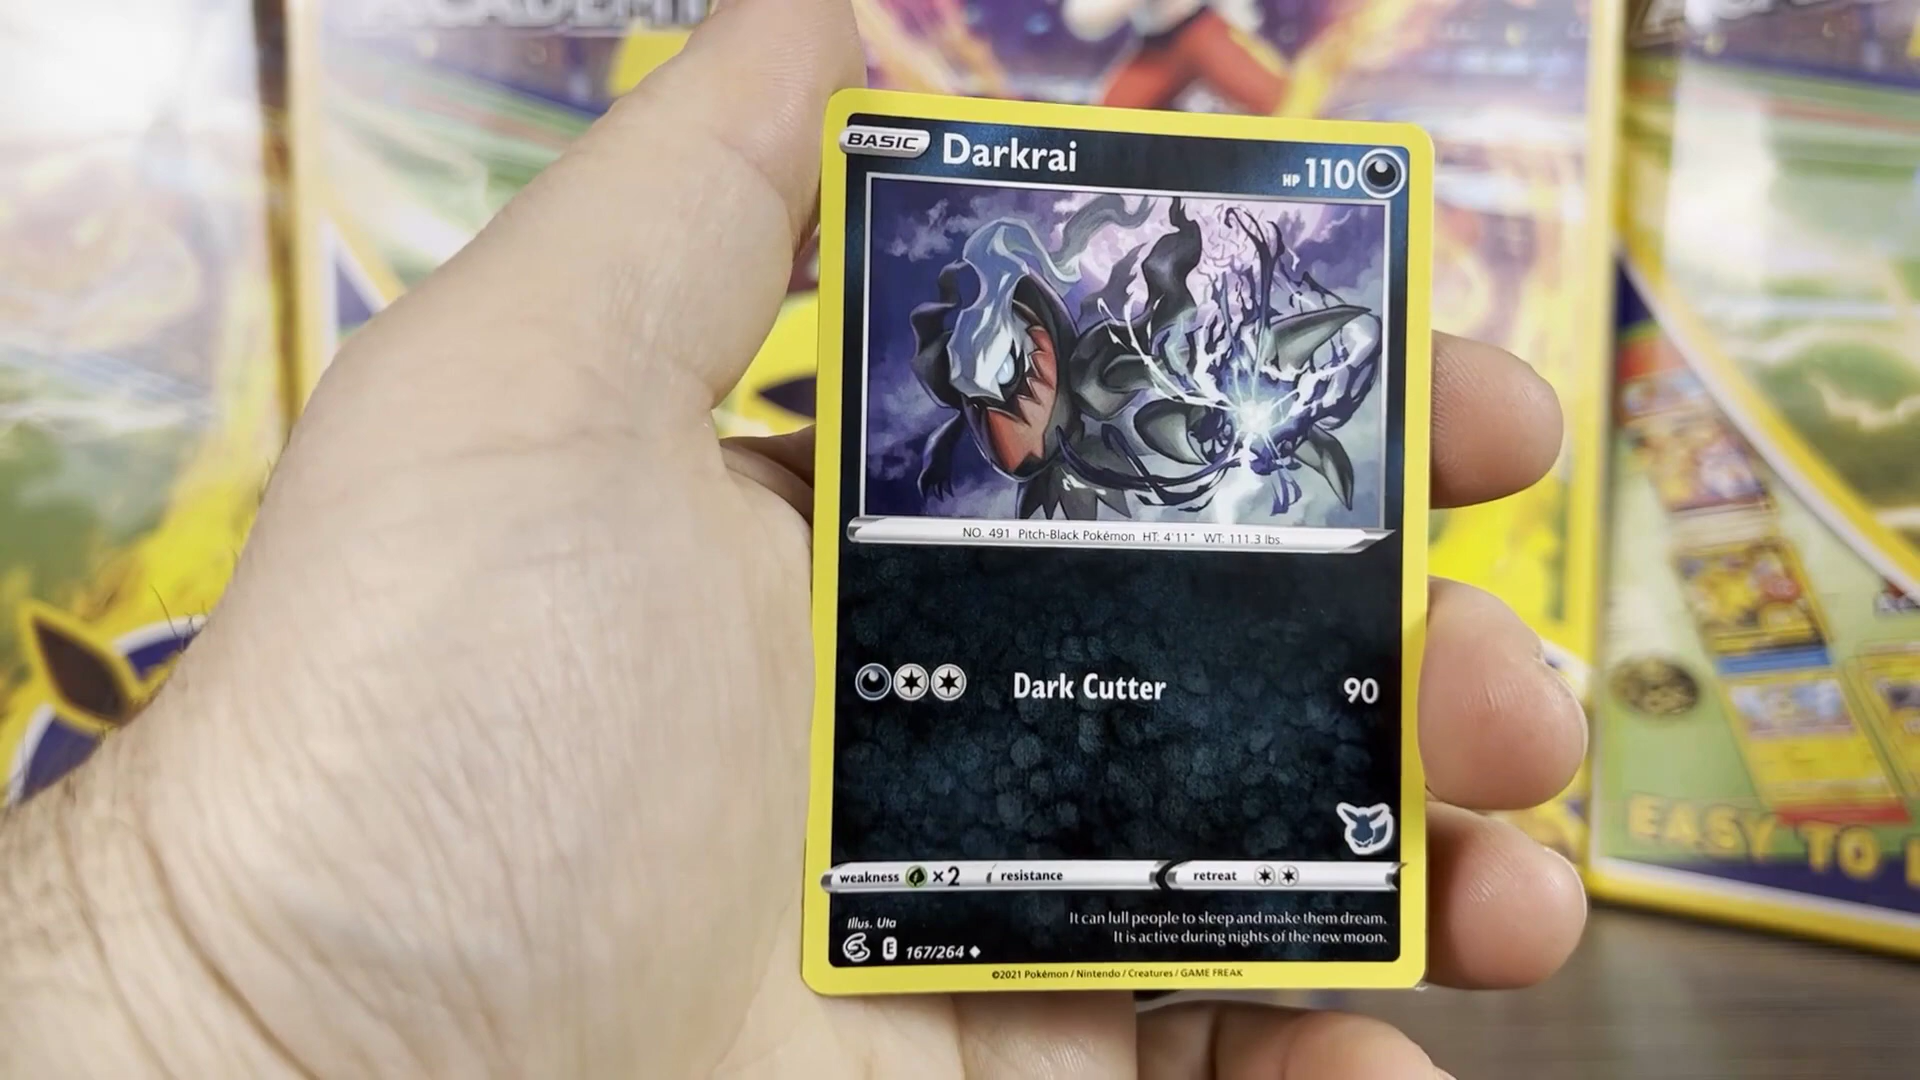 ACADEMY
BASIC Darkrai HP 110
NO. 491 Pitch-Black Pokémon HT: 4'11" WT: 111.3 lbs.
Dark Cutter 90
weakness ×2 resistance retreat
Illus. Uta
It can lull people to sleep and make them dream.
It is active during nights of the new moon.
E 167/264
©2021 Pokémon / Nintendo / Creatures / GAME FREAK
EASY TO